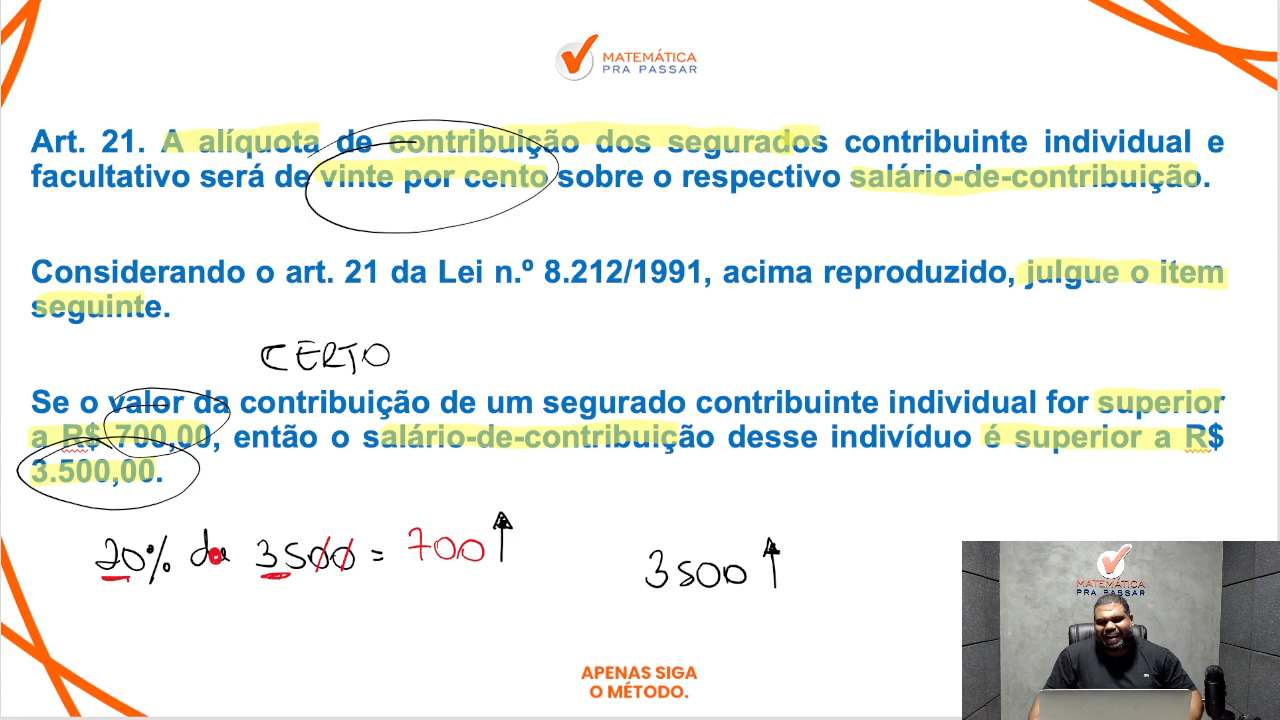 MATEMÁTICA
PRA PASSAR
Art. 21. A alíquota de contribuição dos segurados contribuinte individual e
facultativo será de vinte por cento sobre o respectivo salário-de-contribuição.
Considerando o art. 21 da Lei n.º 8.212/1991, acima reproduzido, julgue o item
seguinte.
CERTO
Se o valor da contribuição de um segurado contribuinte individual for superior
a R$ 700,00, então o salário-de-contribuição desse indivíduo é superior a R$
3.500,00.
20% de 3500 = 700 ↑
3500 ↑
MATEMÁTICA
PRA PASSAR
APENAS SIGA
O MÉTODO.